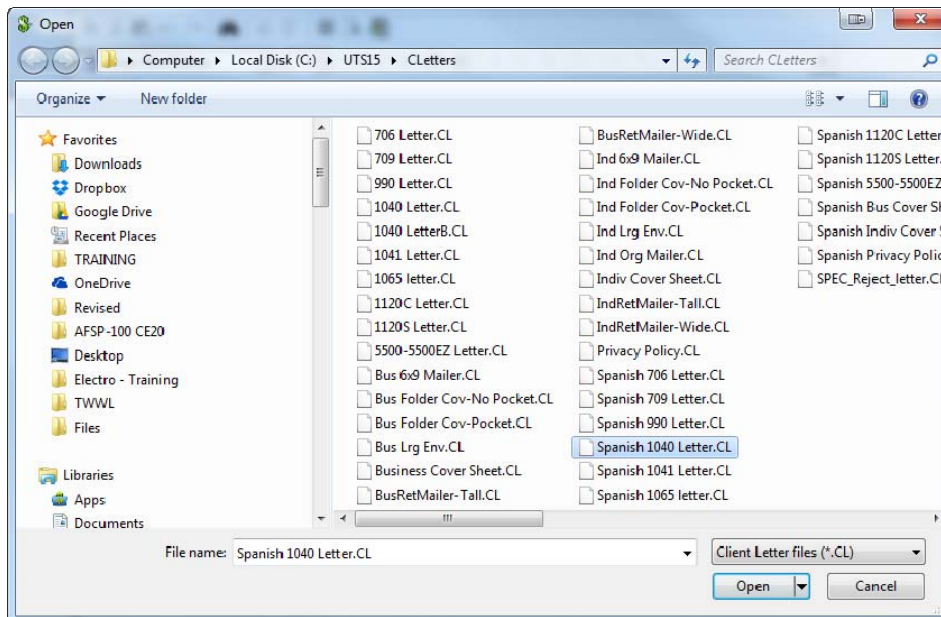 Open
Computer ▸ Local Disk (C:) ▸ UTS15 ▸ CLetters
Search CLetters
Organize
New folder
Favorites
Downloads
Dropbox
Google Drive
Recent Places
TRAINING
OneDrive
Revised
AFSP-100 CE20
Desktop
Electro - Training
TWWL
Files
Libraries
Apps
Documents
706 Letter.CL
709 Letter.CL
990 Letter.CL
1040 Letter.CL
1040 LetterB.CL
1041 Letter.CL
1065 letter.CL
1120C Letter.CL
1120S Letter.CL
5500-5500EZ Letter.CL
Bus 6x9 Mailer.CL
Bus Folder Cov-No Pocket.CL
Bus Folder Cov-Pocket.CL
Bus Lrg Env.CL
Business Cover Sheet.CL
BusRetMailer-Tall.CL
BusRetMailer-Wide.CL
Ind 6x9 Mailer.CL
Ind Folder Cov-No Pocket.CL
Ind Folder Cov-Pocket.CL
Ind Lrg Env.CL
Ind Org Mailer.CL
Indiv Cover Sheet.CL
IndRetMailer-Tall.CL
IndRetMailer-Wide.CL
Privacy Policy.CL
Spanish 706 Letter.CL
Spanish 709 Letter.CL
Spanish 990 Letter.CL
Spanish 1040 Letter.CL
Spanish 1041 Letter.CL
Spanish 1065 letter.CL
Spanish 1120C Letter
Spanish 1120S Letter.
Spanish 5500-5500EZ
Spanish Bus Cover
Spanish Indiv Cover
Spanish Privacy
SPEC_Reject_letter.
File name: Spanish 1040 Letter.CL
Client Letter files (*.CL)
Open
Cancel